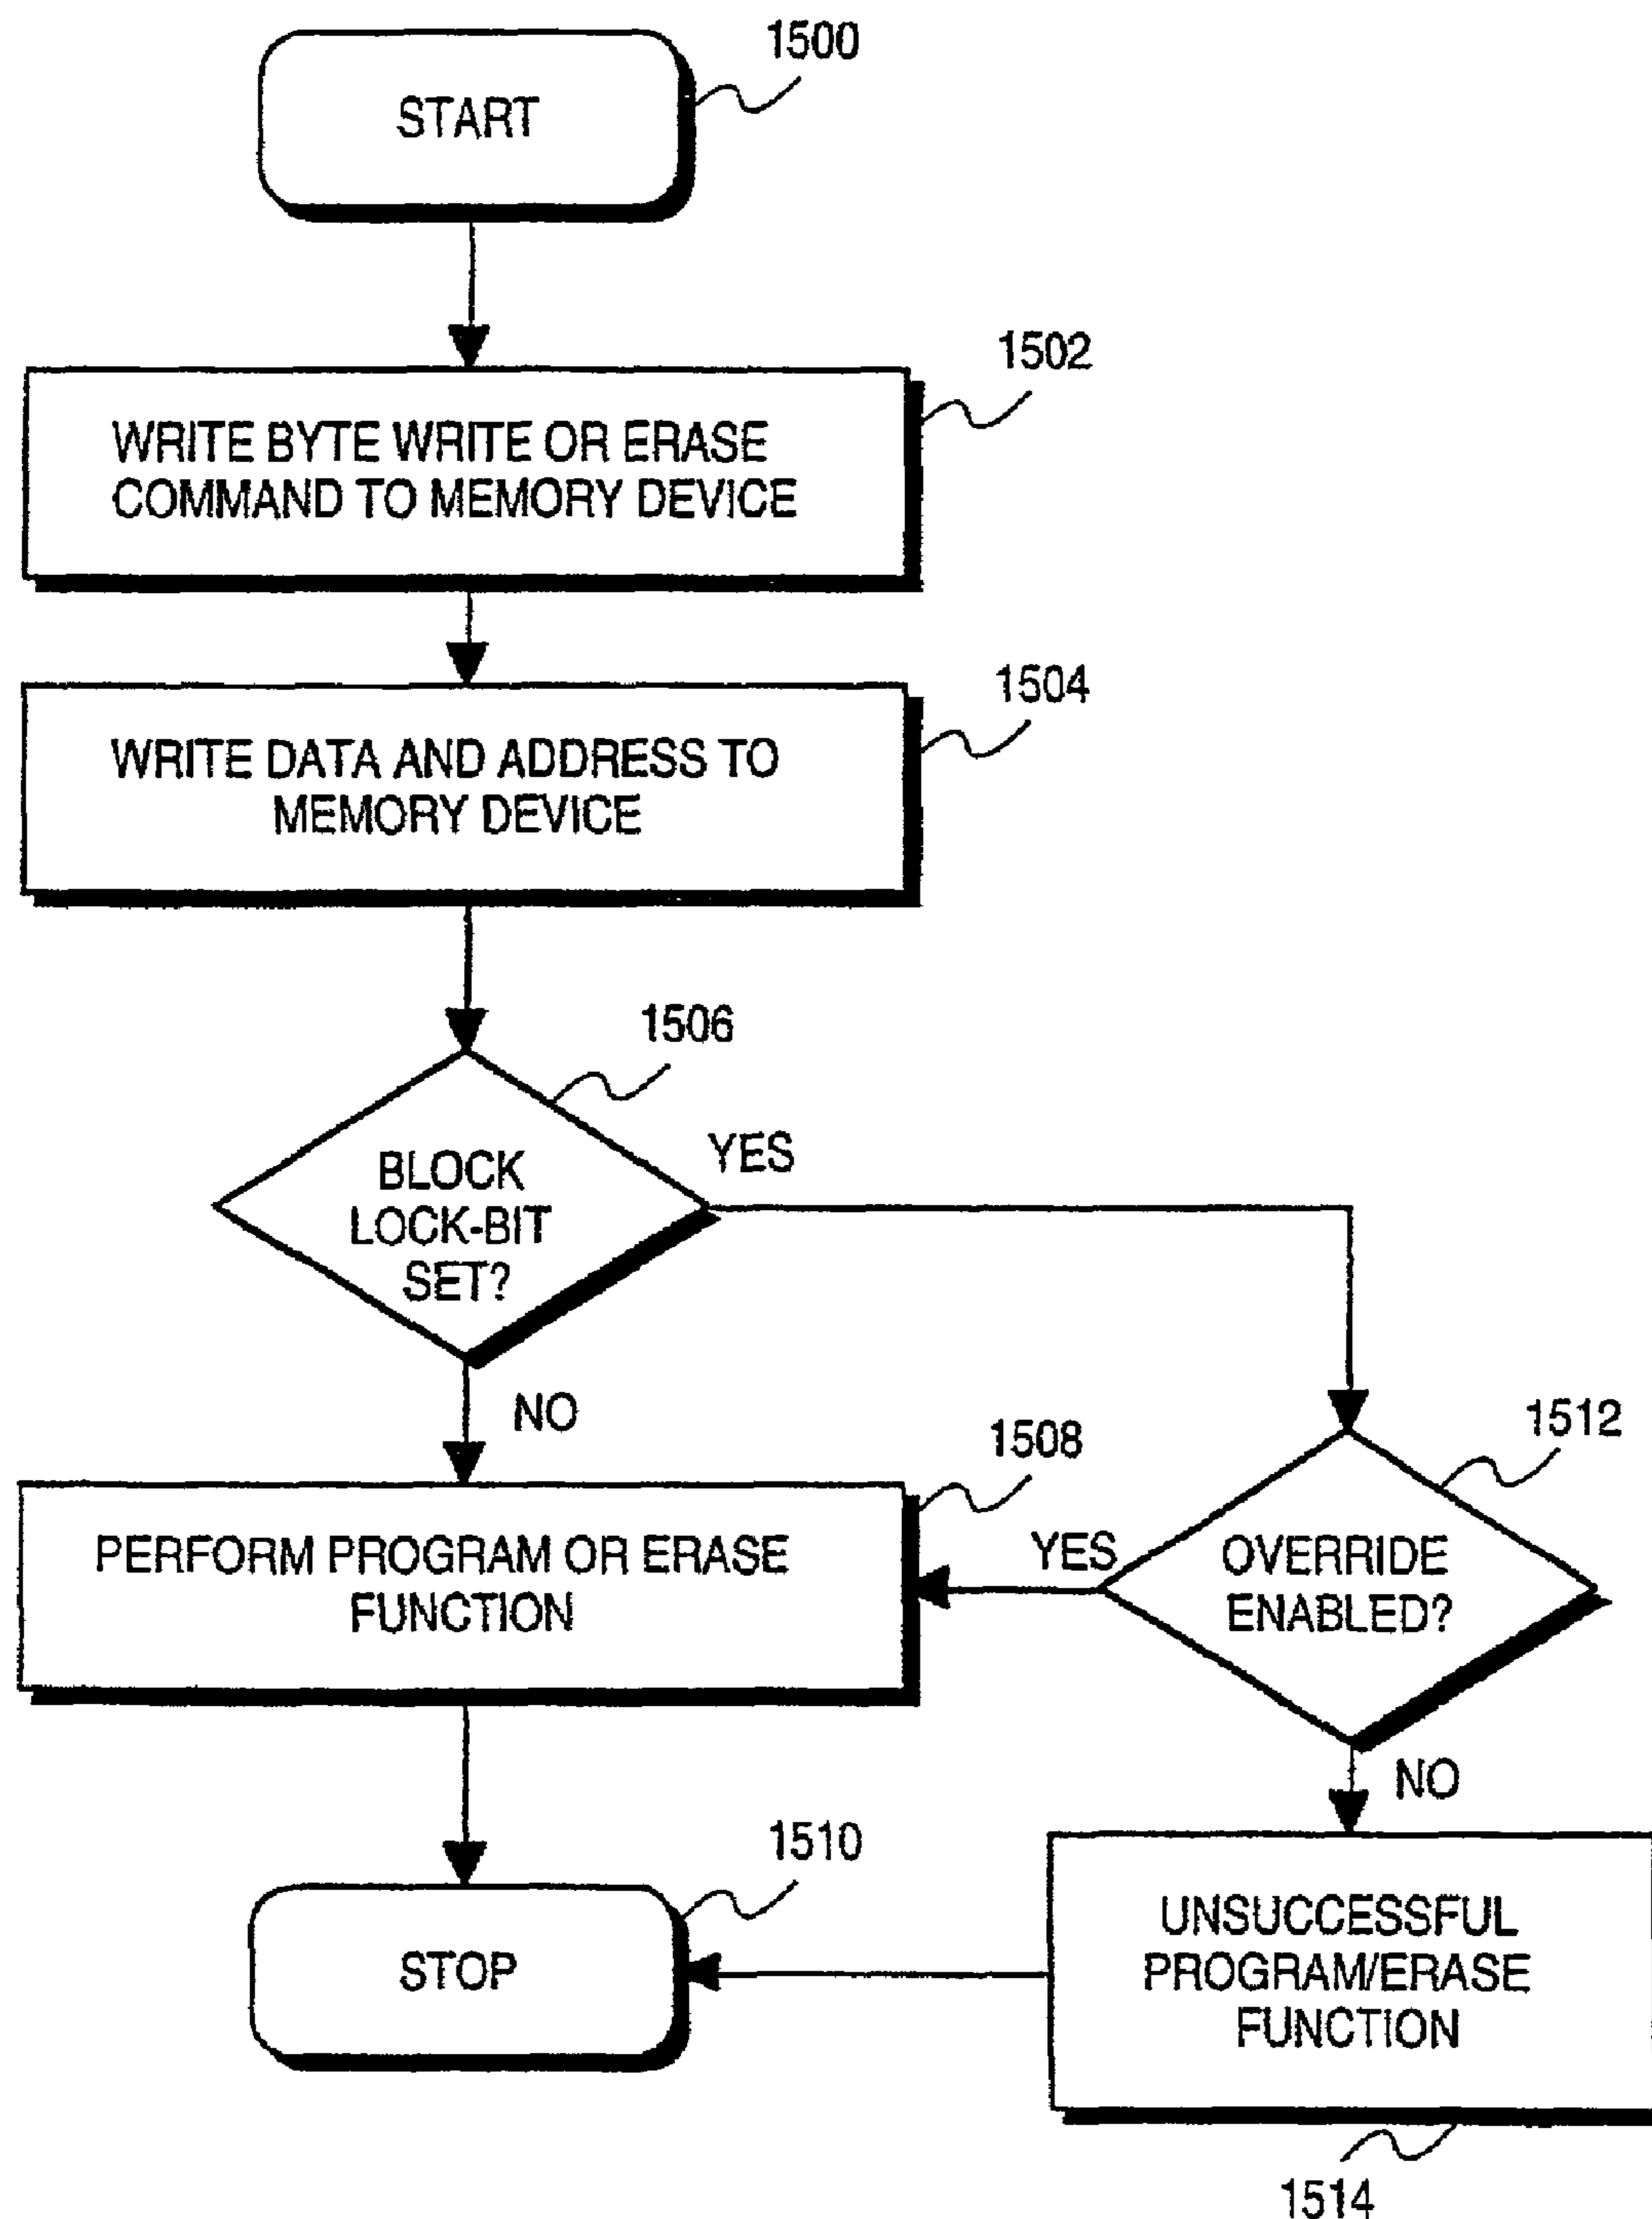 1500
START
1502
WRITE BYTE WRITE OR ERASE
COMMAND TO MEMORY DEVICE
1504
WRITE DATA AND ADDRESS TO
MEMORY DEVICE
1506
BLOCK
LOCK-BIT
SET?
YES
NO
1508
PERFORM PROGRAM OR ERASE
FUNCTION
1512
OVERRIDE
ENABLED?
YES
NO
1510
STOP
UNSUCCESSFUL
PROGRAM/ERASE
FUNCTION
1514